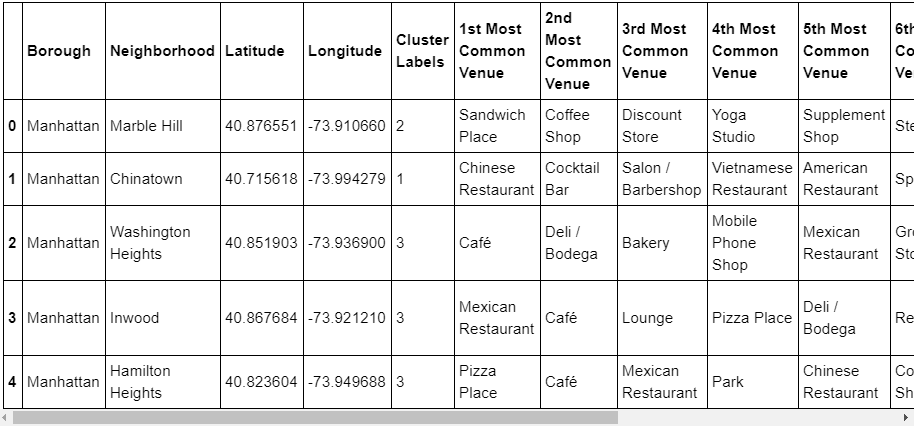 Borough Neighborhood Latitude Longitude Cluster Labels 1st Most Common Venue 2nd Most Common Venue 3rd Most Common Venue 4th Most Common Venue 5th Most Common Venue 6th
0 Manhattan Marble Hill 40.876551 -73.910660 2 Sandwich Place Coffee Shop Discount Store Yoga Studio Supplement Shop
1 Manhattan Chinatown 40.715618 -73.994279 1 Chinese Restaurant Cocktail Bar Salon / Barbershop Vietnamese Restaurant American Restaurant
2 Manhattan Washington Heights 40.851903 -73.936900 3 Café Deli / Bodega Bakery Mobile Phone Shop Mexican Restaurant
3 Manhattan Inwood 40.867684 -73.921210 3 Mexican Restaurant Café Lounge Pizza Place Deli / Bodega
4 Manhattan Hamilton Heights 40.823604 -73.949688 3 Pizza Place Café Mexican Restaurant Park Chinese Restaurant